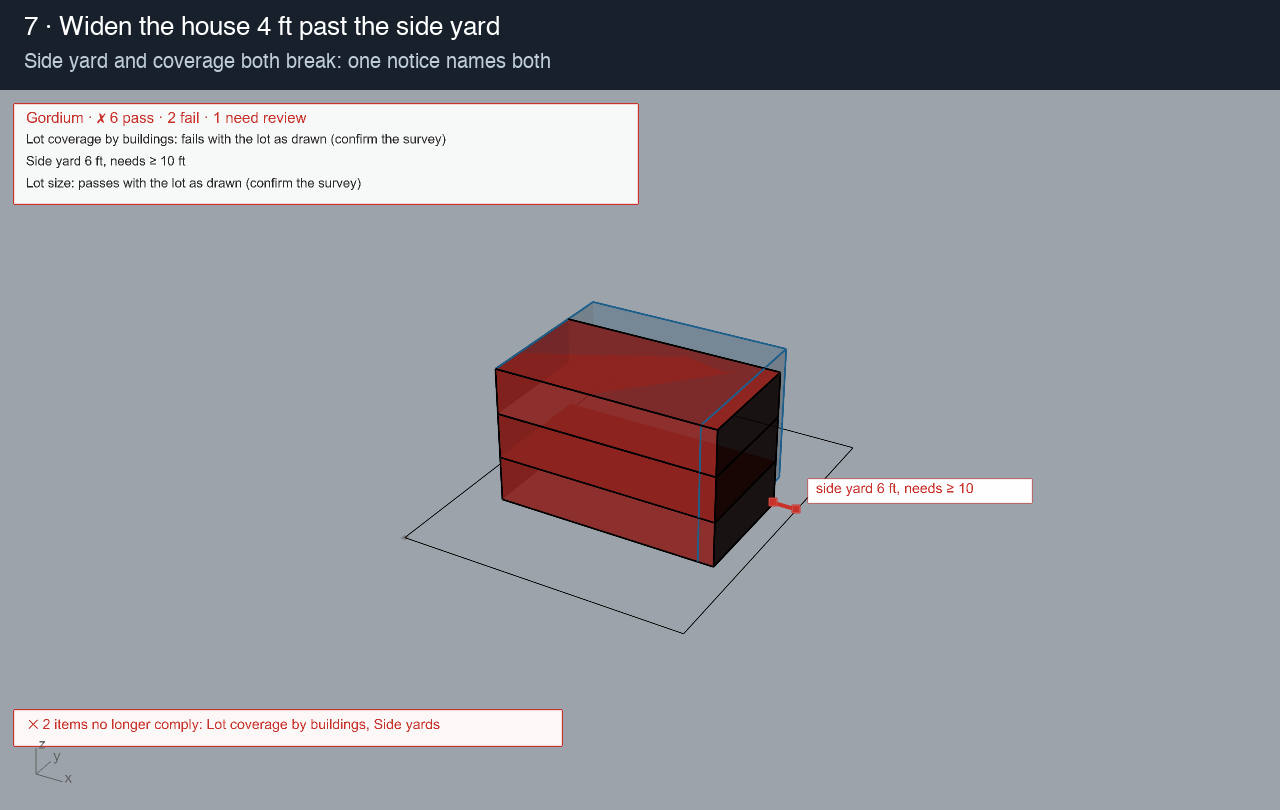 7 · Widen the house 4 ft past the side yard
Side yard and coverage both break: one notice names both
Gordium · ✗ 6 pass · 2 fail · 1 need review
Lot coverage by buildings: fails with the lot as drawn (confirm the survey)
Side yard 6 ft, needs ≥ 10 ft
Lot size: passes with the lot as drawn (confirm the survey)
side yard 6 ft, needs ≥ 10
✕ 2 items no longer comply: Lot coverage by buildings, Side yards
z
y
x